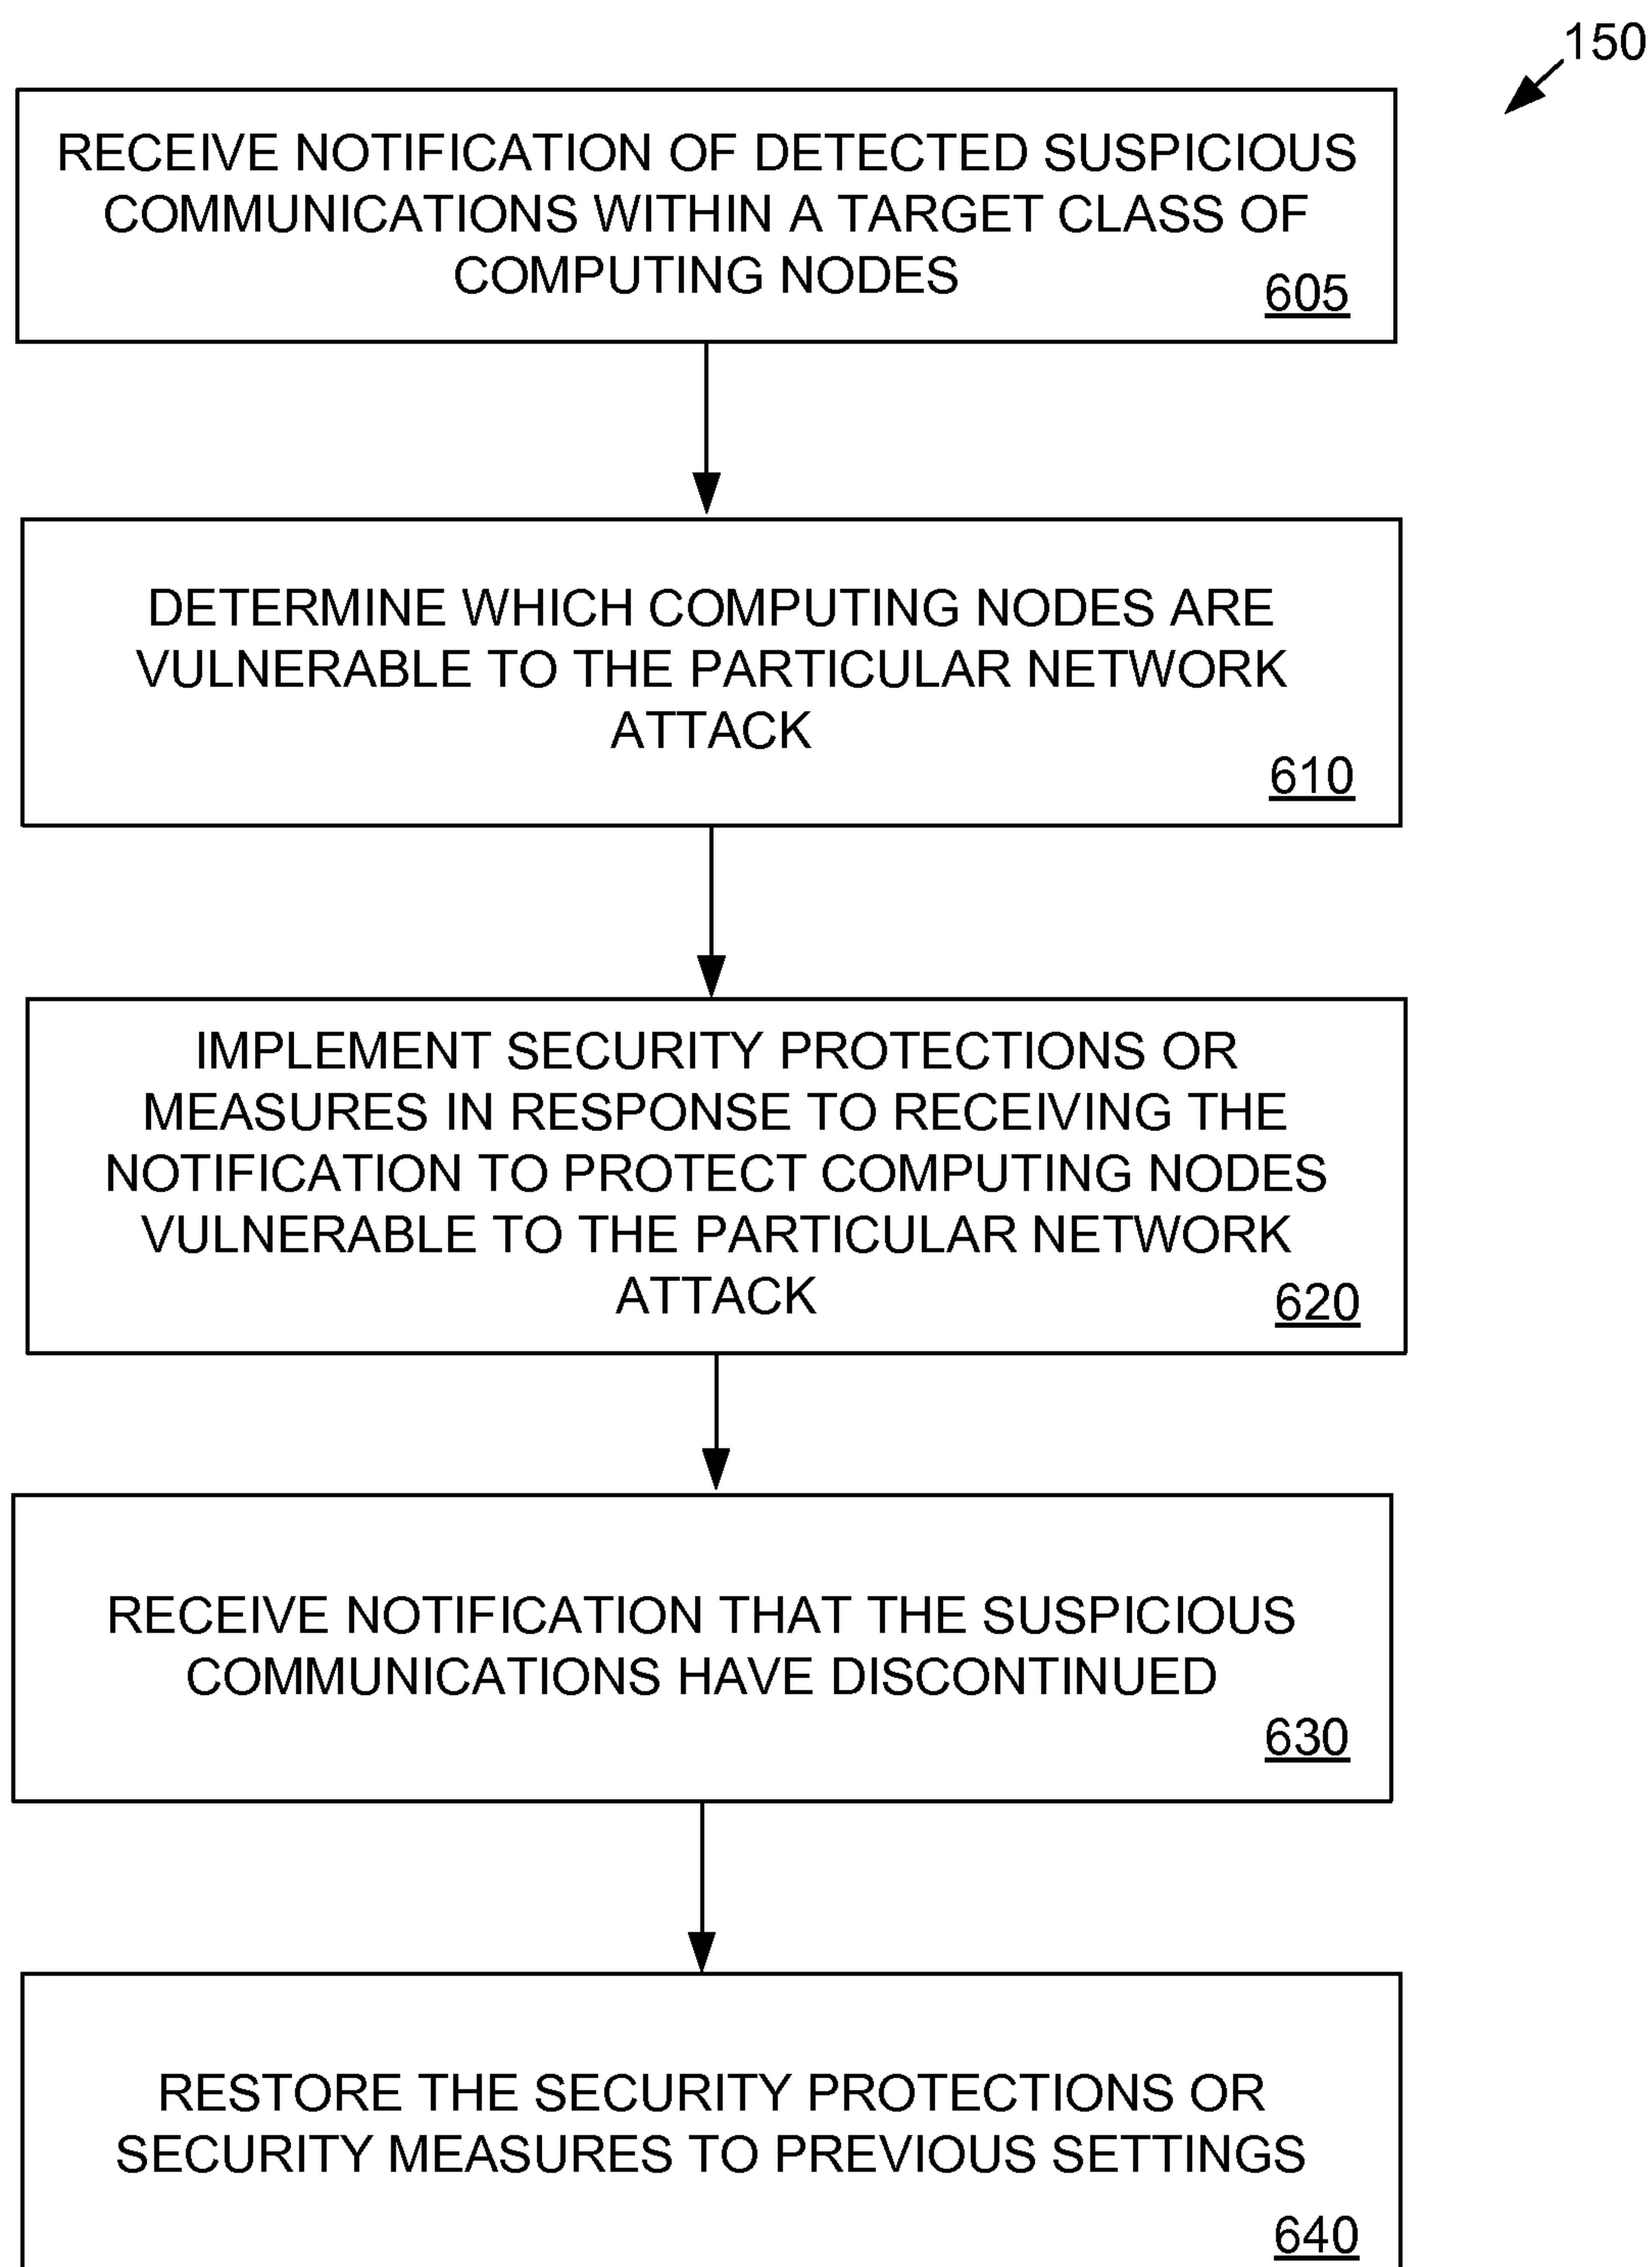 150
RECEIVE NOTIFICATION OF DETECTED SUSPICIOUS
COMMUNICATIONS WITHIN A TARGET CLASS OF
COMPUTING NODES
605
DETERMINE WHICH COMPUTING NODES ARE
VULNERABLE TO THE PARTICULAR NETWORK
ATTACK
610
IMPLEMENT SECURITY PROTECTIONS OR
MEASURES IN RESPONSE TO RECEIVING THE
NOTIFICATION TO PROTECT COMPUTING NODES
VULNERABLE TO THE PARTICULAR NETWORK
ATTACK
620
RECEIVE NOTIFICATION THAT THE SUSPICIOUS
COMMUNICATIONS HAVE DISCONTINUED
630
RESTORE THE SECURITY PROTECTIONS OR
SECURITY MEASURES TO PREVIOUS SETTINGS
640